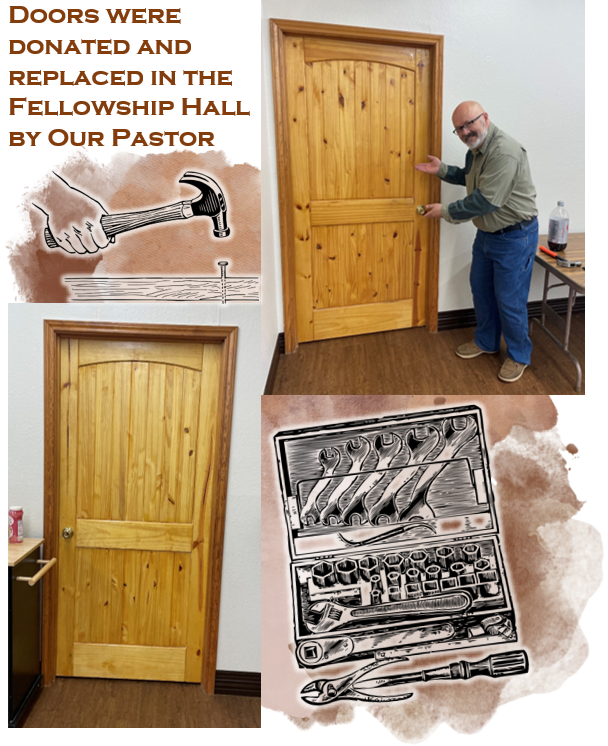 Doors were
donated and
replaced in the
Fellowship Hall
by Our Pastor